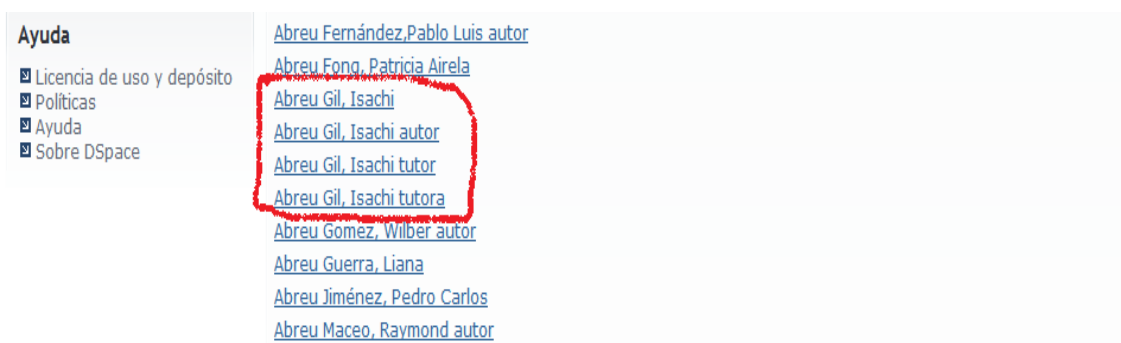 Ayuda
Licencia de uso y depósito
Políticas
Ayuda
Sobre DSpace
Abreu Fernández,Pablo Luis autor
Abreu Fong, Patricia Airela
Abreu Gil, Isachi
Abreu Gil, Isachi autor
Abreu Gil, Isachi tutor
Abreu Gil, Isachi tutora
Abreu Gomez, Wilber autor
Abreu Guerra, Liana
Abreu Jiménez, Pedro Carlos
Abreu Maceo, Raymond autor